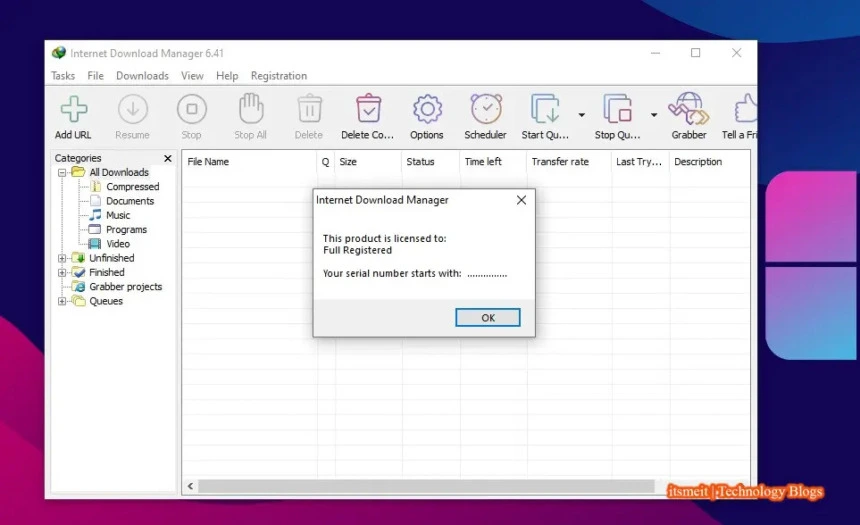 Internet Download Manager 6.41
Tasks File Downloads View Help Registration
Add URL Resume Stop Stop All Delete Delete Co... Options Scheduler Start Qu... Stop Qu... Grabber Tell a Fri
Categories
File Name Q Size Status Time left Transfer rate Last Try... Description
All Downloads
Compressed
Documents
Music
Programs
Video
Unfinished
Finished
Grabber projects
Queues
Internet Download Manager
This product is licensed to:
Full Registered
Your serial number starts with: ...............
OK
itsmeit | Technology Blogs